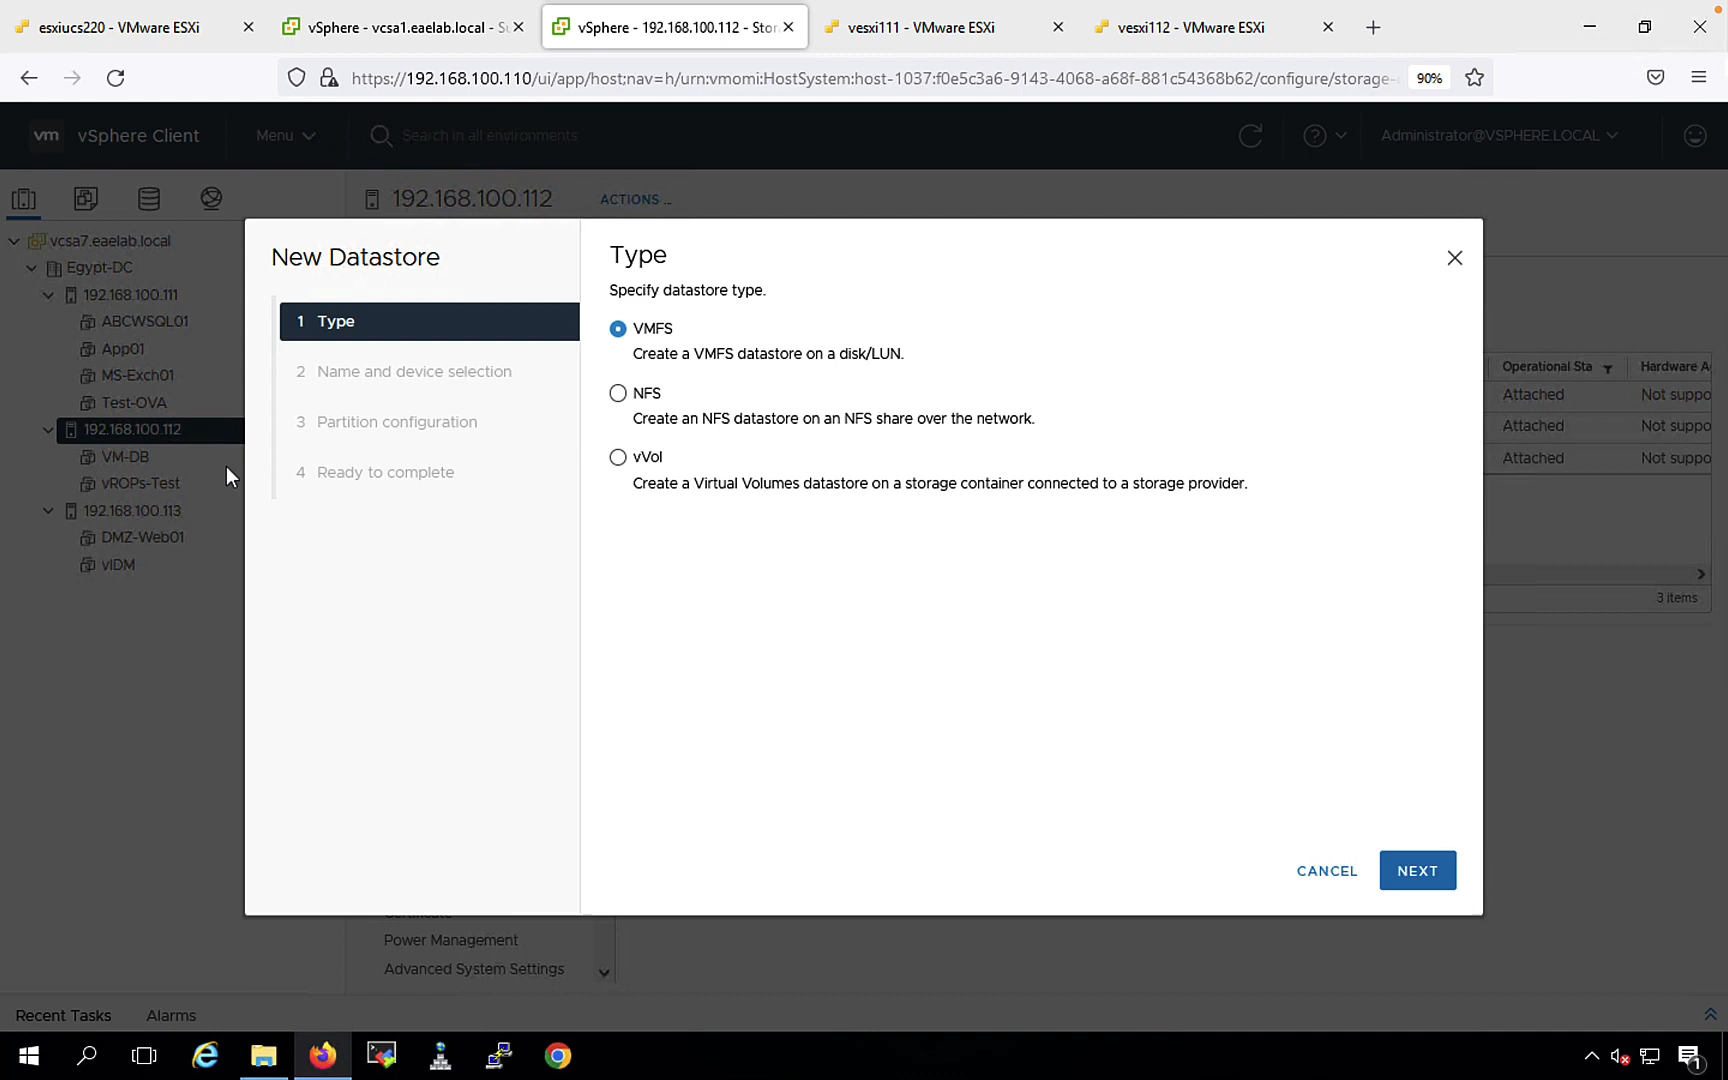 esxiucs220 - VMware ESXi
vSphere - vcsa1.eaelab.local - Su
vSphere - 192.168.100.112 - Stor
vesxi111 - VMware ESXi
vesxi112 - VMware ESXi
https://192.168.100.110/ui/app/host;nav=h/urn:vmomi:HostSystem:host-1037:f0e5c3a6-9143-4068-a68f-881c54368b62/configure/storage-
90%
vm vSphere Client
Menu
Search in all environments
Administrator@VSPHERE.LOCAL
192.168.100.112
ACTIONS
vcsa7.eaelab.local
Egypt-DC
192.168.100.111
ABCWSQL01
App01
MS-Exch01
Test-OVA
192.168.100.112
VM-DB
vROPs-Test
192.168.100.113
DMZ-Web01
vIDM
New Datastore
1 Type
2 Name and device selection
3 Partition configuration
4 Ready to complete
Type
Specify datastore type.
VMFS
Create a VMFS datastore on a disk/LUN.
NFS
Create an NFS datastore on an NFS share over the network.
vVol
Create a Virtual Volumes datastore on a storage container connected to a storage provider.
CANCEL
NEXT
Operational Sta
Hardware A
Attached Not suppo
Attached Not suppo
Attached Not suppo
3 items
Certificate
Power Management
Advanced System Settings
Recent Tasks
Alarms
1